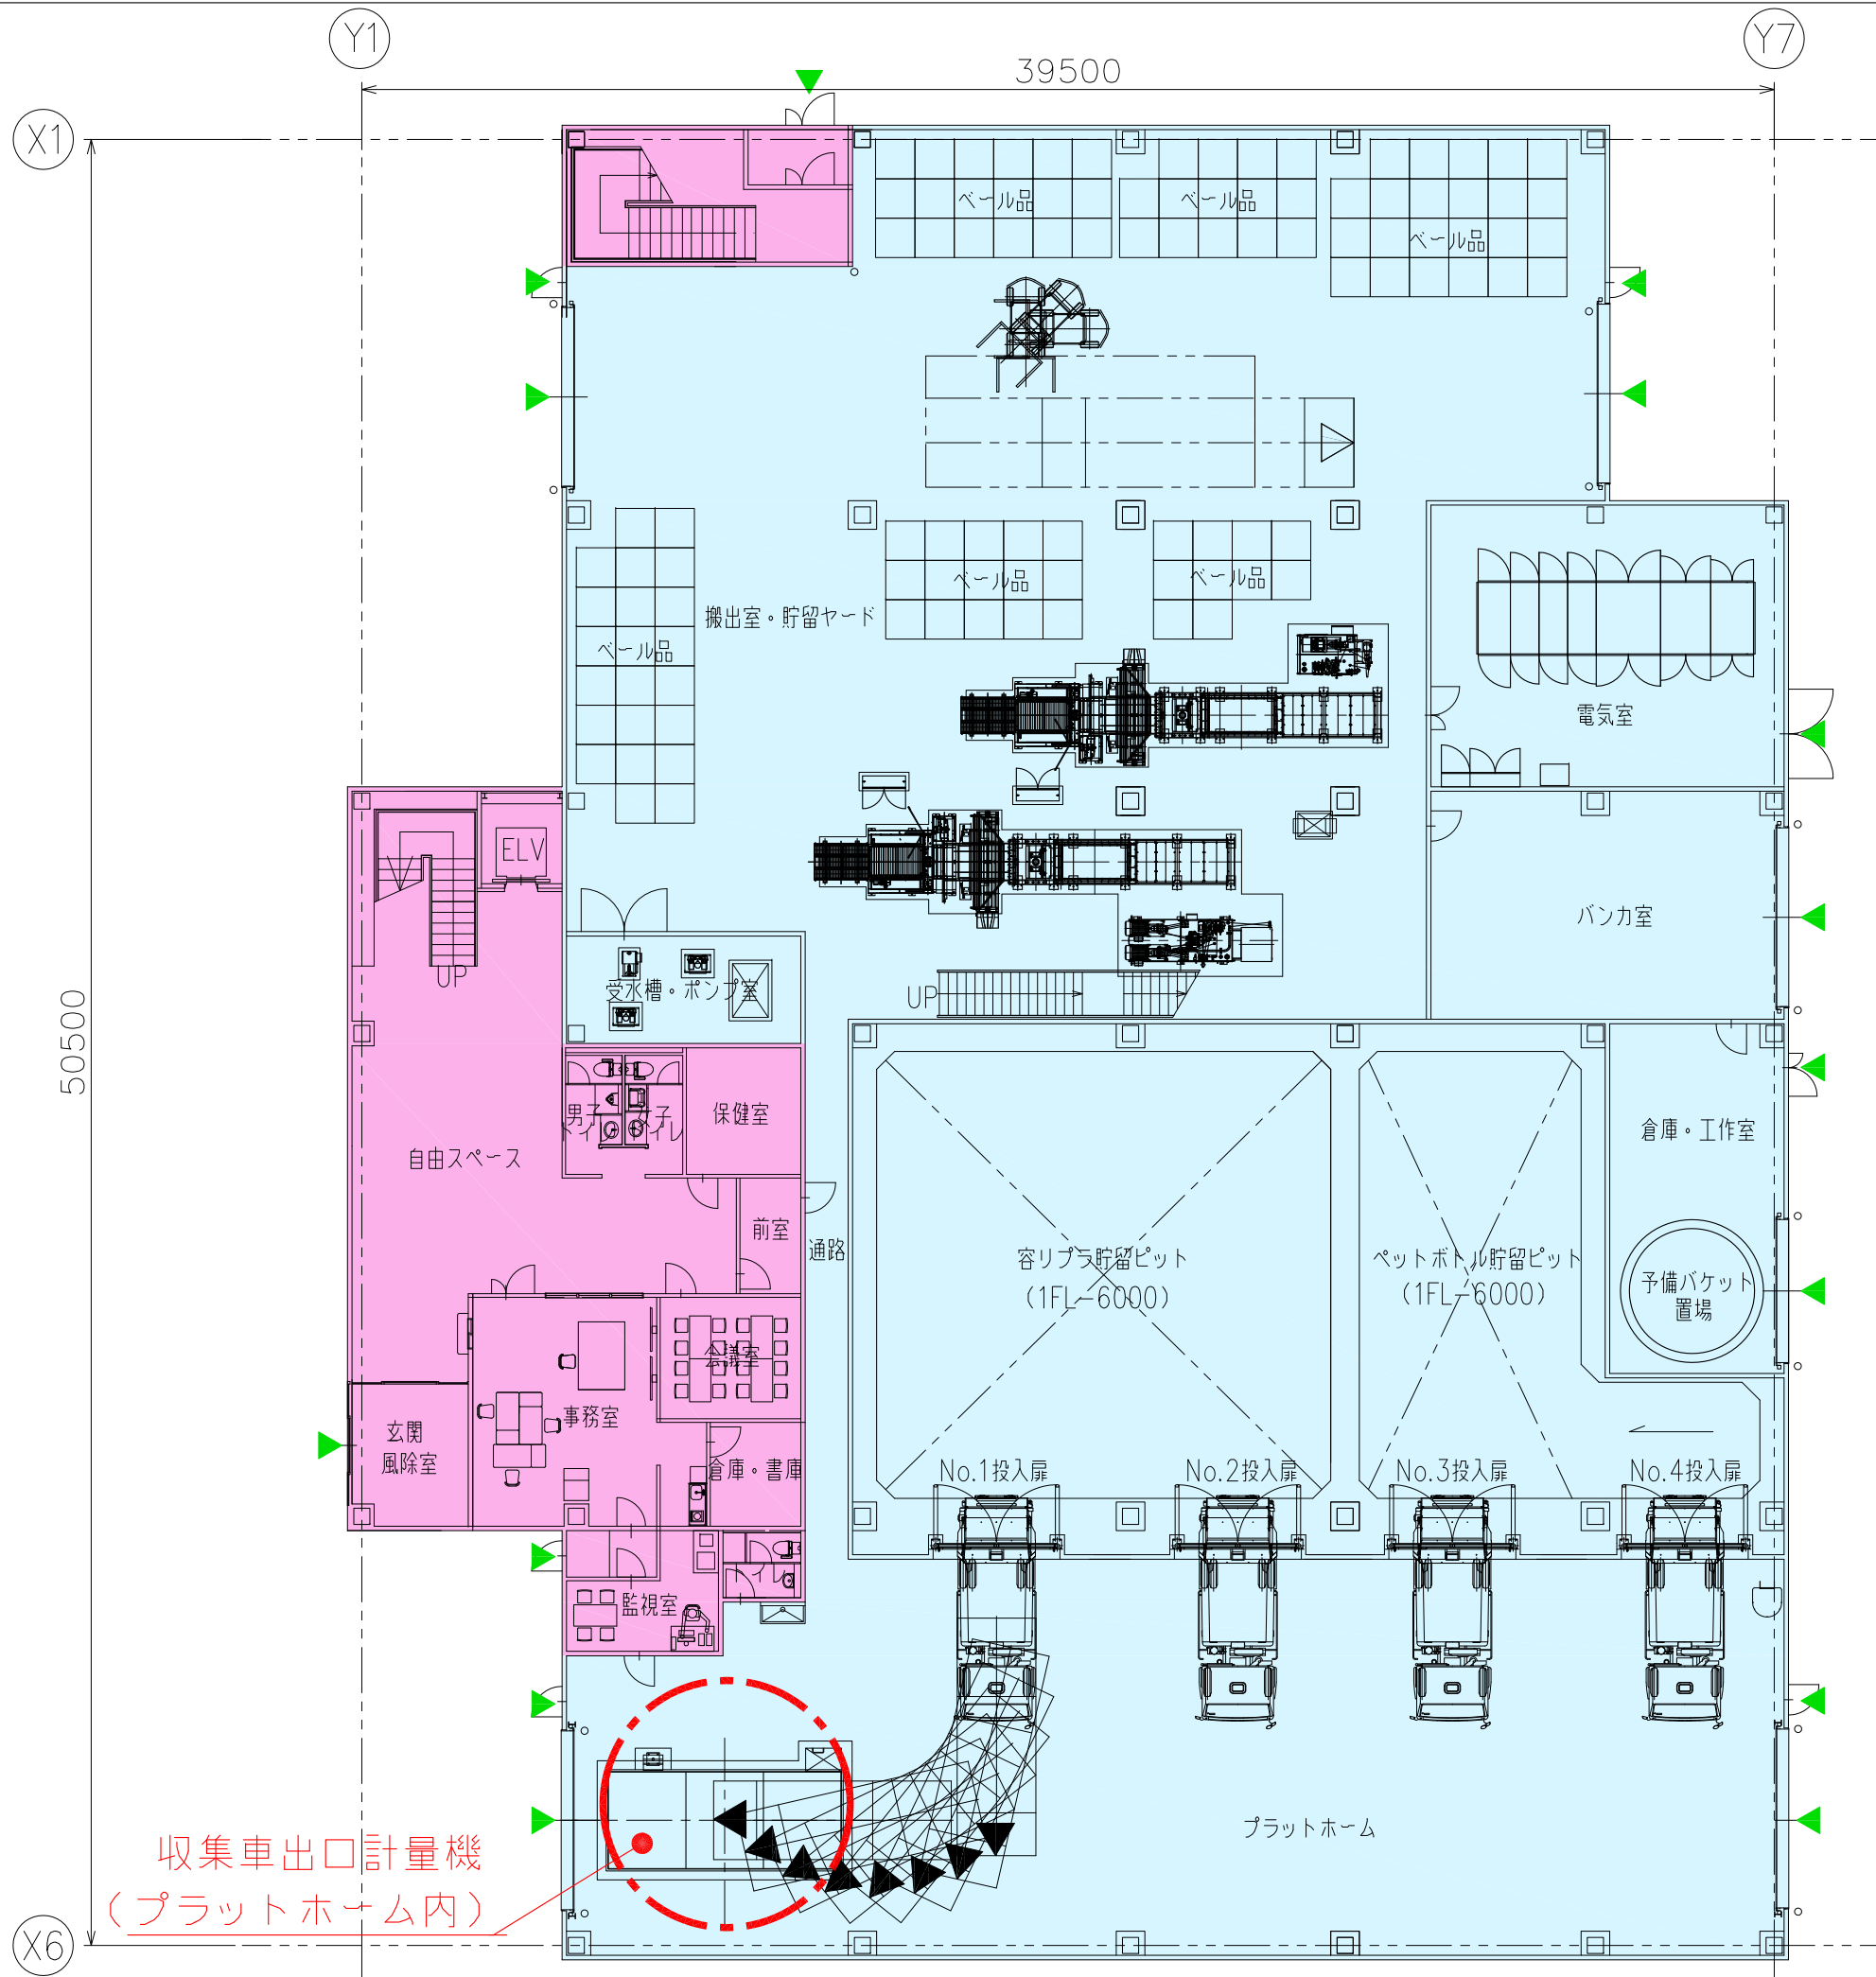 Y1
Y7
39500
X1
ベール品
ベール品
ベール品
ベール品
ベール品
搬出室・貯留ヤード
ベール品
電気室
ELV
バンカ室
UP
受水槽・ポンプ室
UP
50500
男子
トイレ
女子
トイレ
保健室
倉庫・工作室
自由スペース
前室
通路
容リプラ貯留ピット
(1FL-6000)
ペットボトル貯留ピット
(1FL-6000)
予備バケット
置場
会議室
事務室
玄関
風除室
倉庫・書庫
No.1投入扉
No.2投入扉
No.3投入扉
No.4投入扉
トイレ
監視室
プラットホーム
収集車出口計量機
(プラットホーム内)
X6